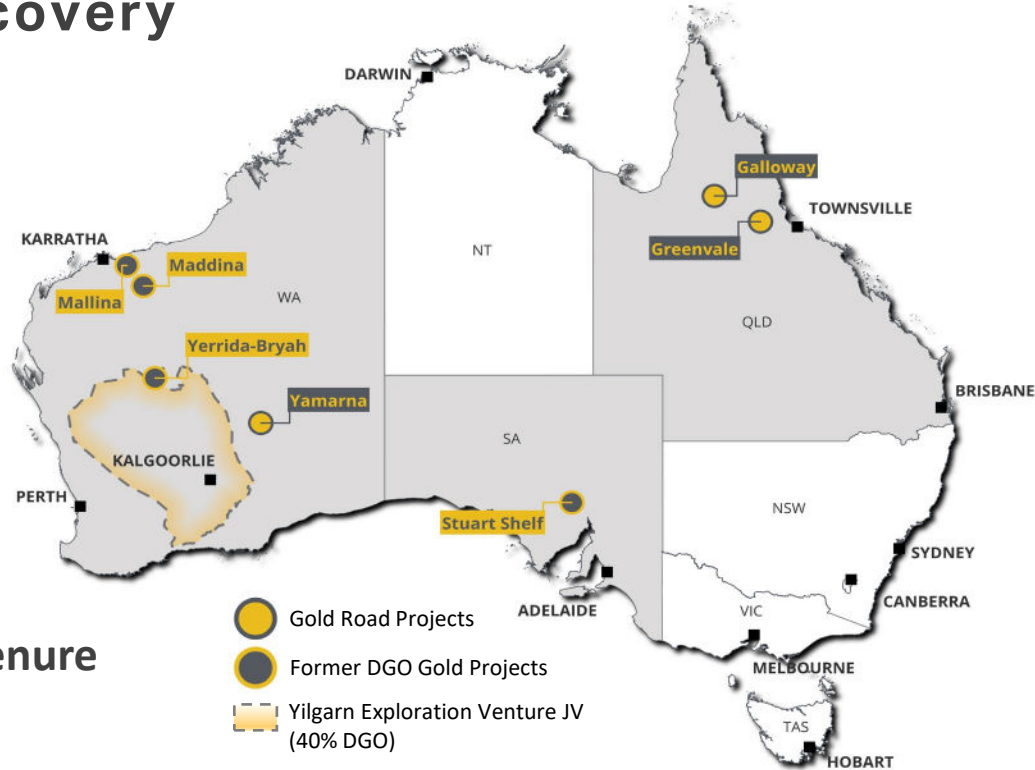 covery
DARWIN
Galloway
TOWNSVILLE
KARRATHA
Maddina
NT
Greenvale
Mallina
WA
QLD
Yerrida-Bryah
Yamarna
BRISBANE
SA
KALGOORLIE
PERTH
NSW
Stuart Shelf
SYDNEY
CANBERRA
ADELAIDE
VIC
Gold Road Projects
enure
Former DGO Gold Projects
MELBOURNE
Yilgarn Exploration Venture JV
(40% DGO)
TAS
HOBART